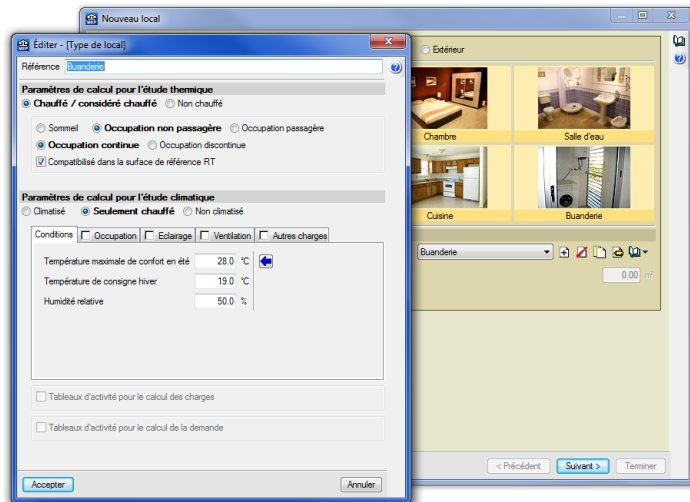 Nouveau local
Éditer - [Type de local]
Référence Buanderie
Paramètres de calcul pour l'étude thermique
Chauffé / considéré chauffé Non chauffé
Sommeil Occupation non passagère Occupation passagère
Occupation continue Occupation discontinue
Compatibilisé dans la surface de référence RT
Paramètres de calcul pour l'étude climatique
Climatisé Seulement chauffé Non climatisé
Conditions Occupation Eclairage Ventilation Autres charges
Température maximale de confort en été 28.0 °C
Température de consigne hiver 19.0 °C
Humidité relative 50.0 %
Tableaux d'activité pour le calcul des charges
Tableaux d'activité pour le calcul de la demande
Accepter Annuler
Extérieur
Chambre Salle d'eau
Cuisine Buanderie
Buanderie
0.00 m²
< Précédent Suivant > Terminer